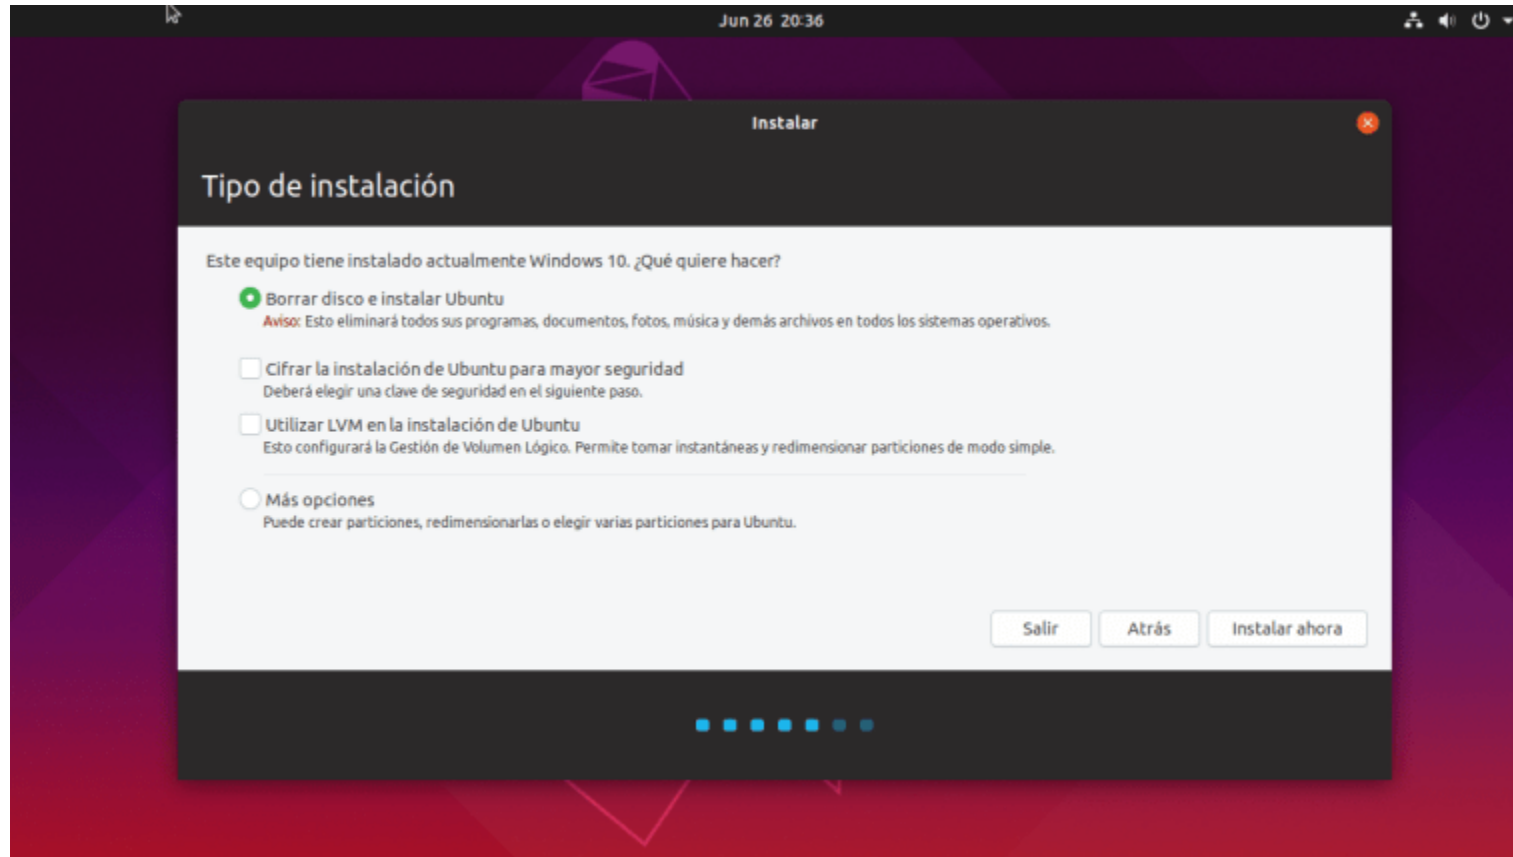 Jun 26 20:36
Instalar
Tipo de instalación
Este equipo tiene instalado actualmente Windows 10. ¿Qué quiere hacer?
Borrar disco e instalar Ubuntu
Aviso: Esto eliminará todos sus programas, documentos, fotos, música y demás archivos en todos los sistemas operativos.
Cifrar la instalación de Ubuntu para mayor seguridad
Deberá elegir una clave de seguridad en el siguiente paso.
Utilizar LVM en la instalación de Ubuntu
Esto configurará la Gestión de Volumen Lógico. Permite tomar instantáneas y redimensionar particiones de modo simple.
Más opciones
Puede crear particiones, redimensionarlas o elegir varias particiones para Ubuntu.
Salir Atrás Instalar ahora